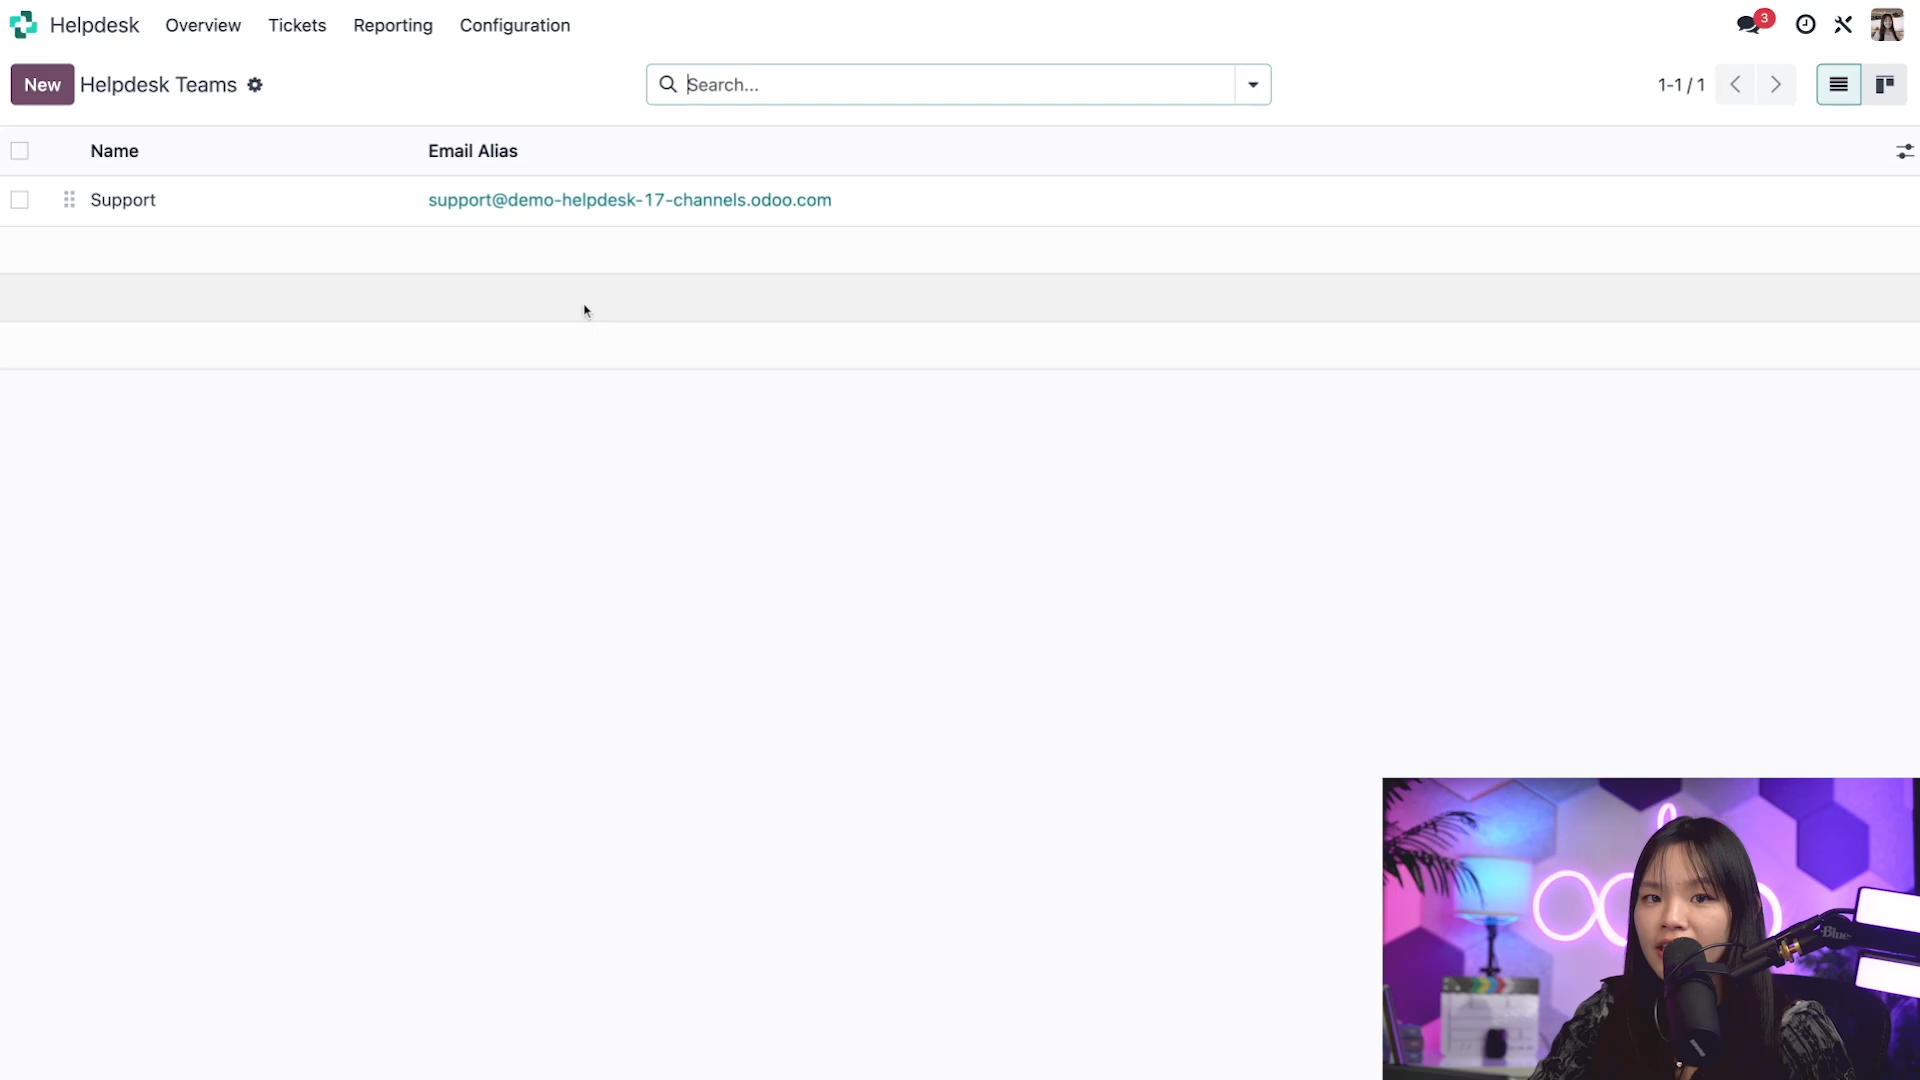 Helpdesk Overview Tickets Reporting Configuration 3
New Helpdesk Teams Search... 1-1 / 1
Name Email Alias
Support support@demo-helpdesk-17-channels.odoo.com
Blue